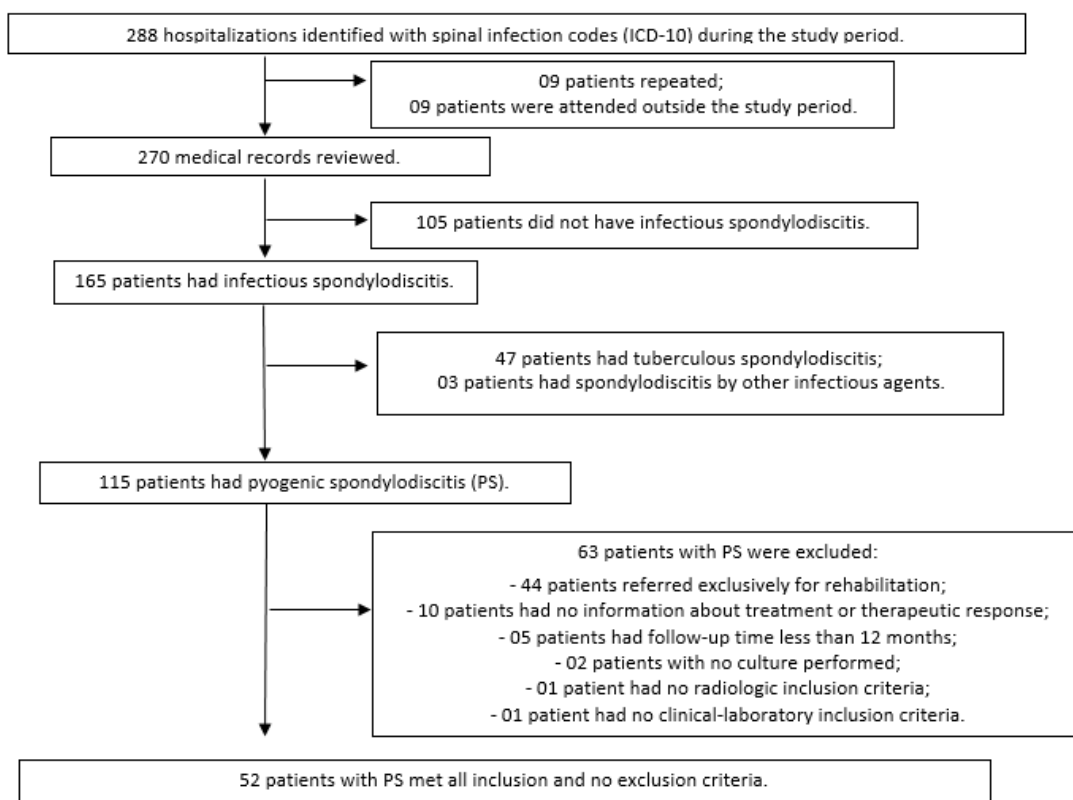 288 hospitalizations identified with spinal infection codes (ICD-10) during the study period.
09 patients repeated;
09 patients were attended outside the study period.
270 medical records reviewed.
105 patients did not have infectious spondylodiscitis.
165 patients had infectious spondylodiscitis.
47 patients had tuberculous spondylodiscitis;
03 patients had spondylodiscitis by other infectious agents.
115 patients had pyogenic spondylodiscitis (PS).
63 patients with PS were excluded:
- 44 patients referred exclusively for rehabilitation;
- 10 patients had no information about treatment or therapeutic response;
- 05 patients had follow-up time less than 12 months;
- 02 patients with no culture performed;
- 01 patient had no radiologic inclusion criteria;
- 01 patient had no clinical-laboratory inclusion criteria.
52 patients with PS met all inclusion and no exclusion criteria.